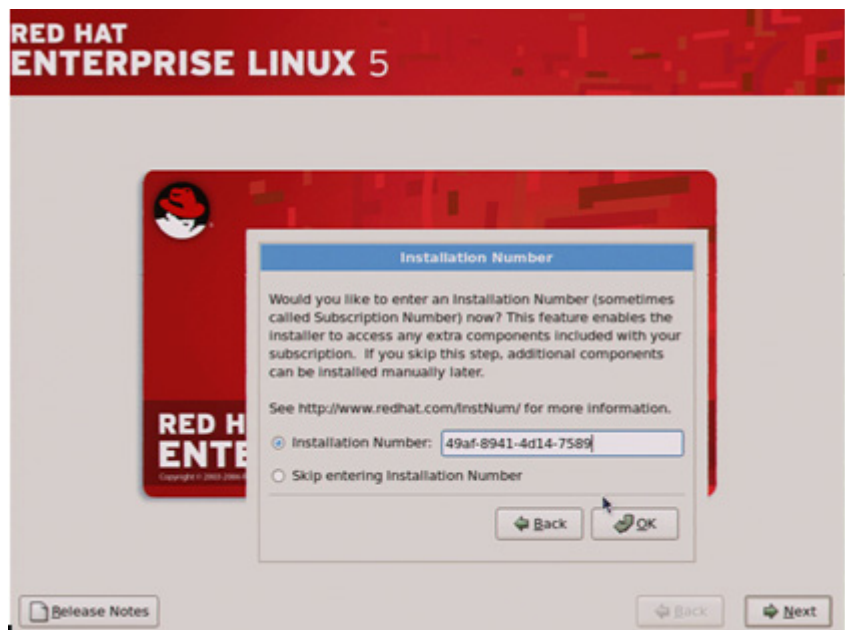 RED HAT
ENTERPRISE LINUX 5
Installation Number
Would you like to enter an Installation Number (sometimes
called Subscription Number) now? This feature enables the
installer to access any extra components included with your
subscription. If you skip this step, additional components
can be installed manually later.
See http://www.redhat.com/InstNum/ for more information.
RED H
ENTE
Copyright © 2003-2006
Installation Number: 49af-8941-4d14-7589
Skip entering Installation Number
Back OK
Release Notes Back Next